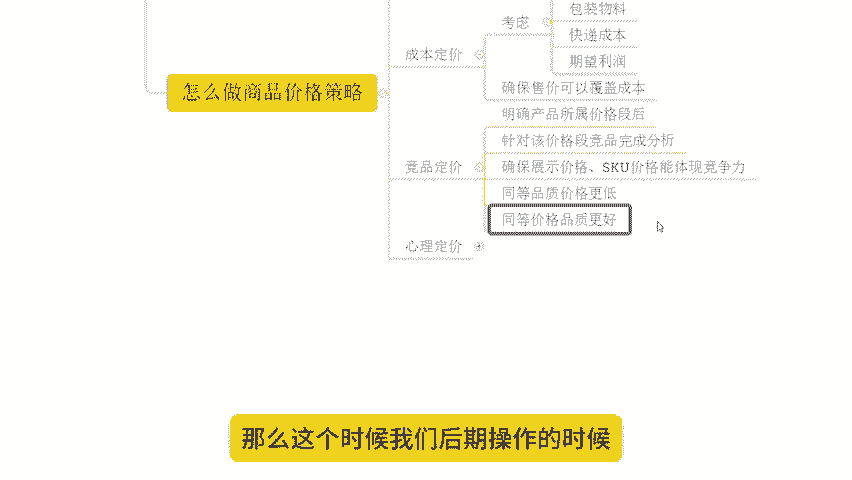 包装物料
考虑
快递成本
成本定价
期望利润
怎么做商品价格策略
确保售价可以覆盖成本
明确产品所属价格段后
针对该价格段竞品完成分析
竞品定价
确保展示价格、SKU价格能体现竞争力
同等品质价格更低
同等价格品质更好
心理定价
那么这个时候我们后期操作的时候